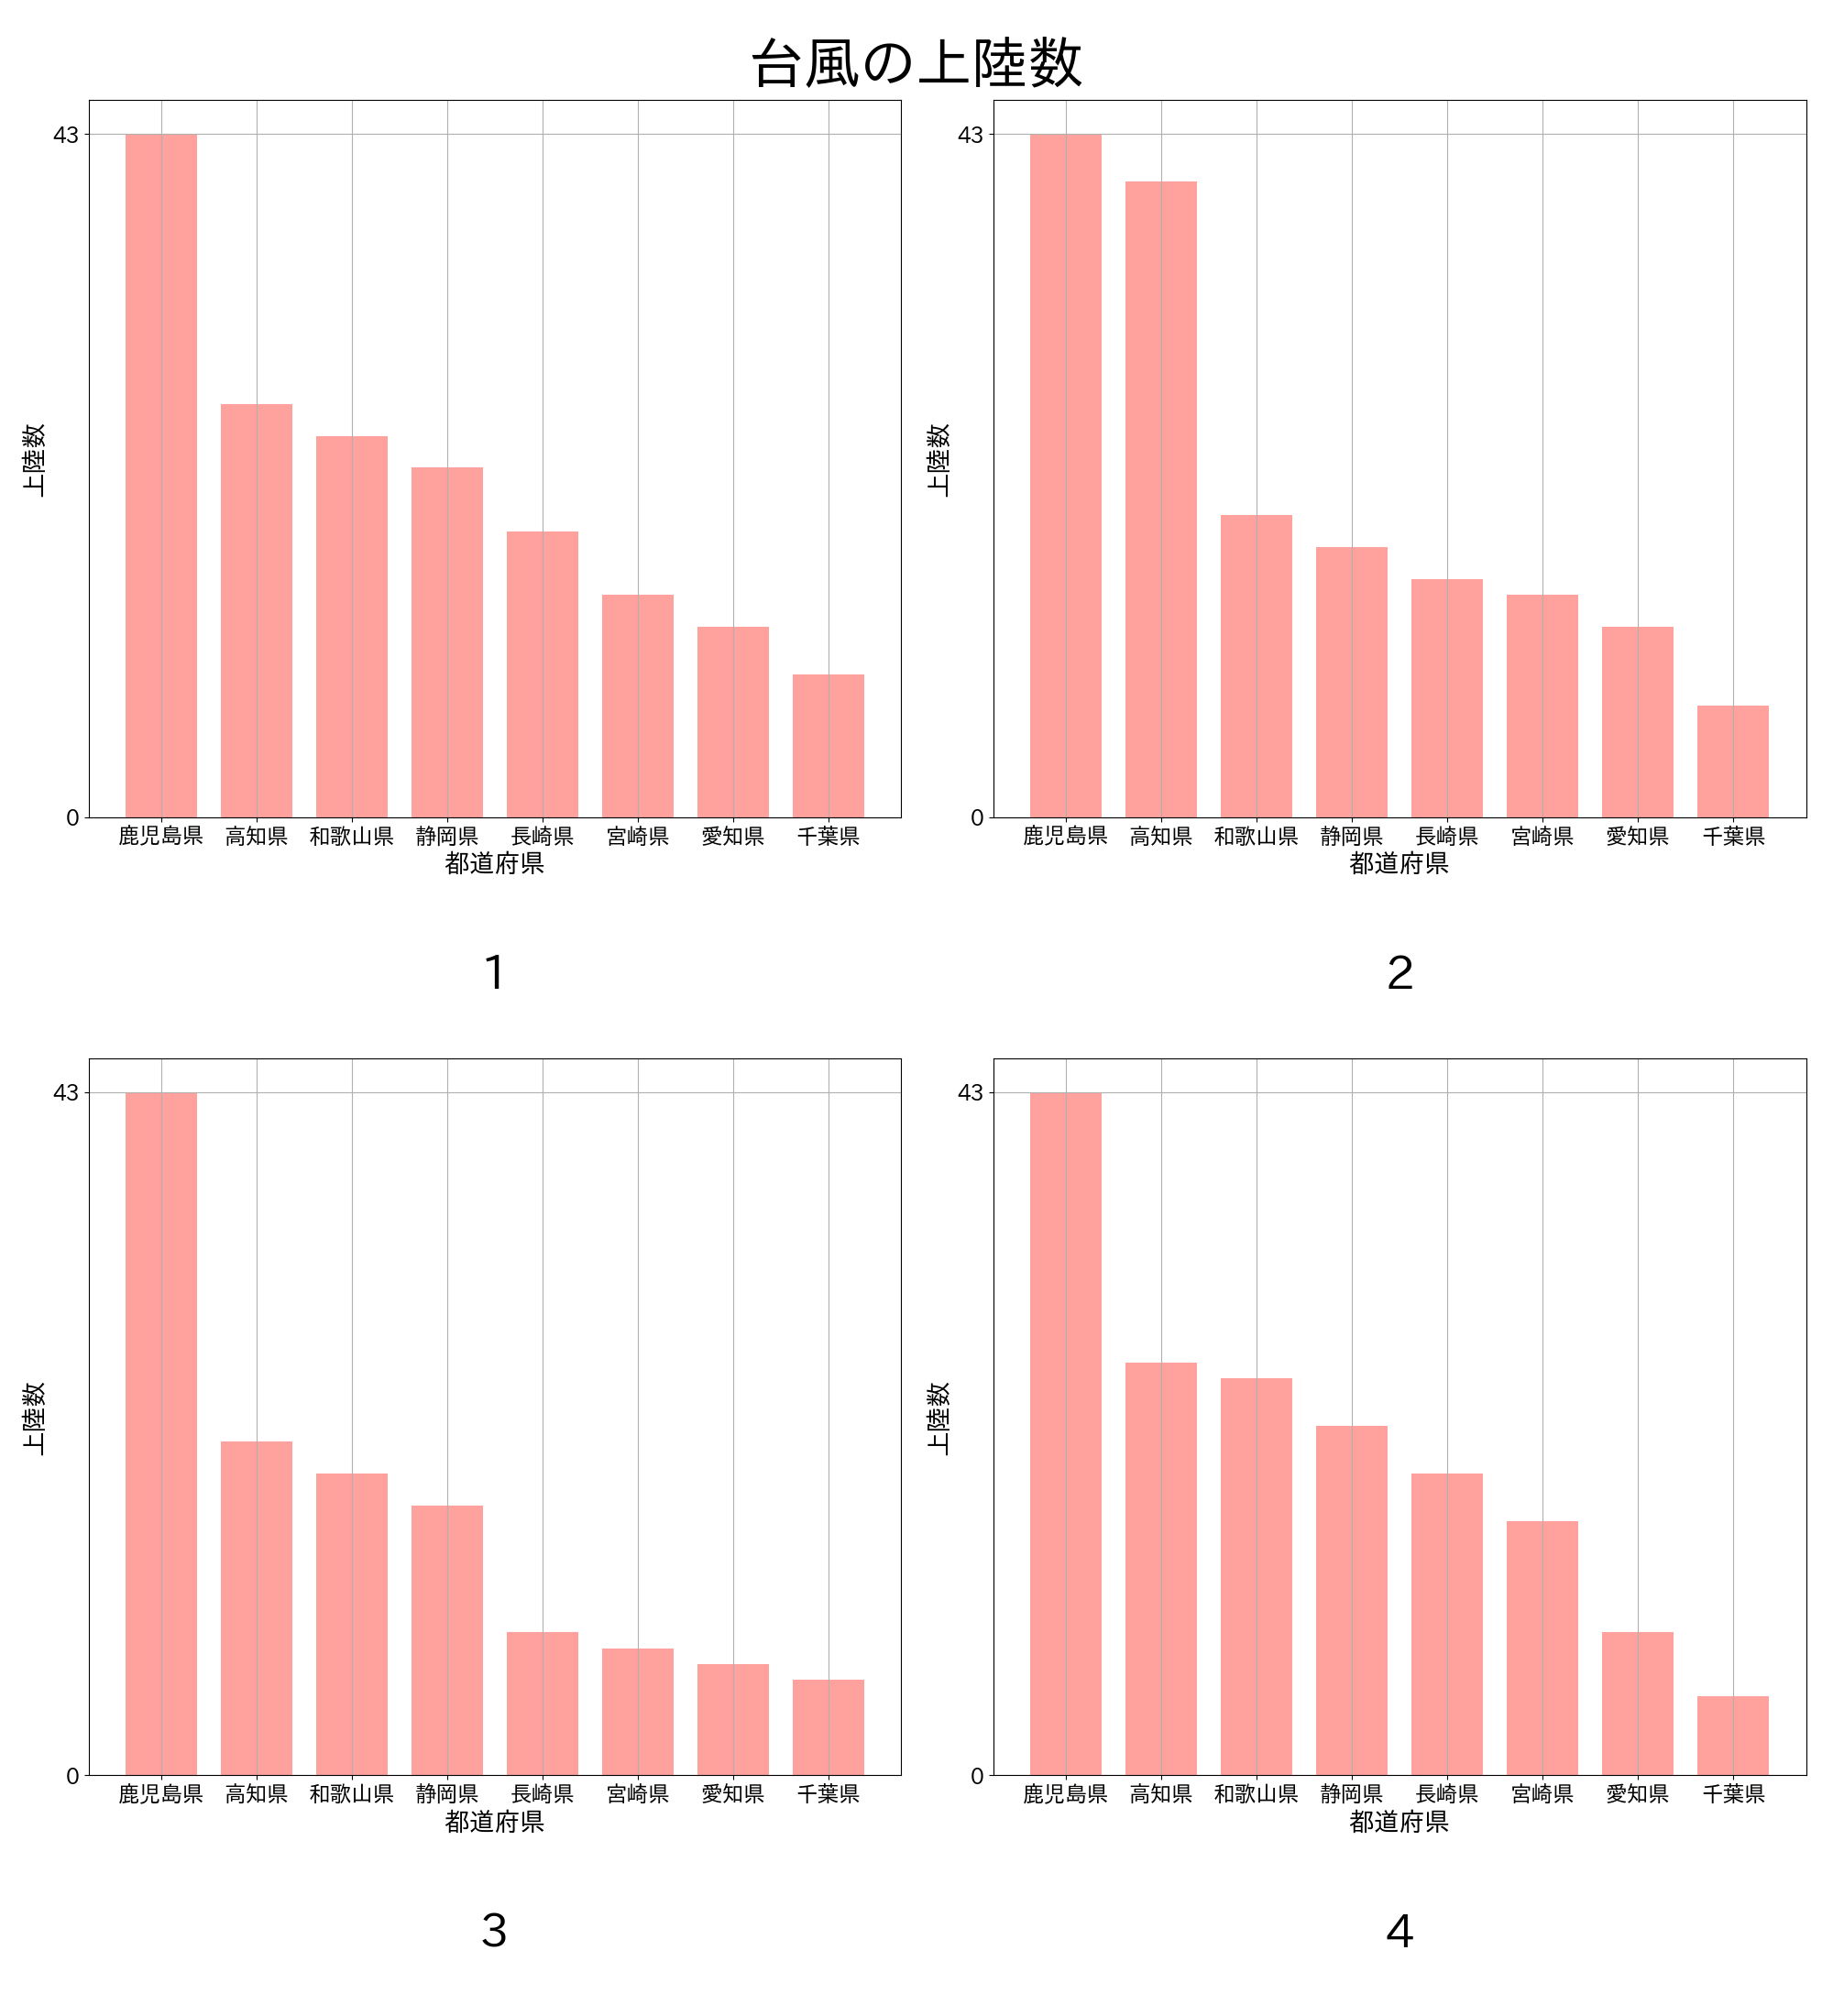 台風の上陸数
43
0
上陸数
鹿児島県 高知県 和歌山県 静岡県 長崎県 宮崎県 愛知県 千葉県
都道府県
1
43
0
上陸数
鹿児島県 高知県 和歌山県 静岡県 長崎県 宮崎県 愛知県 千葉県
都道府県
2
43
0
上陸数
鹿児島県 高知県 和歌山県 静岡県 長崎県 宮崎県 愛知県 千葉県
都道府県
3
43
0
上陸数
鹿児島県 高知県 和歌山県 静岡県 長崎県 宮崎県 愛知県 千葉県
都道府県
4